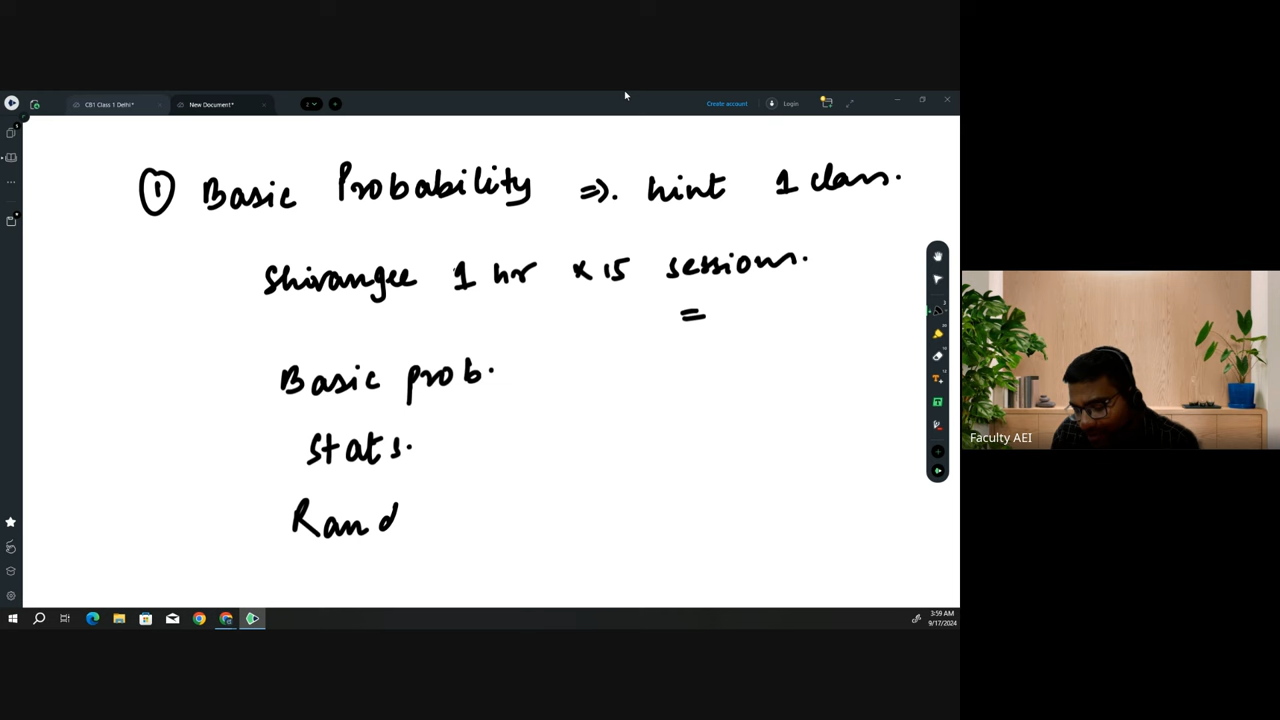 CB1 Class 1 Delhi*
New Document*
2
Create account
Login
① Basic Probability ⇒. hint 1 class.
Shivangee 1 hr x 15 sessions.
=
Basic prob.
Stats.
Rand
Faculty AEI
3:59 AM
9/17/2024